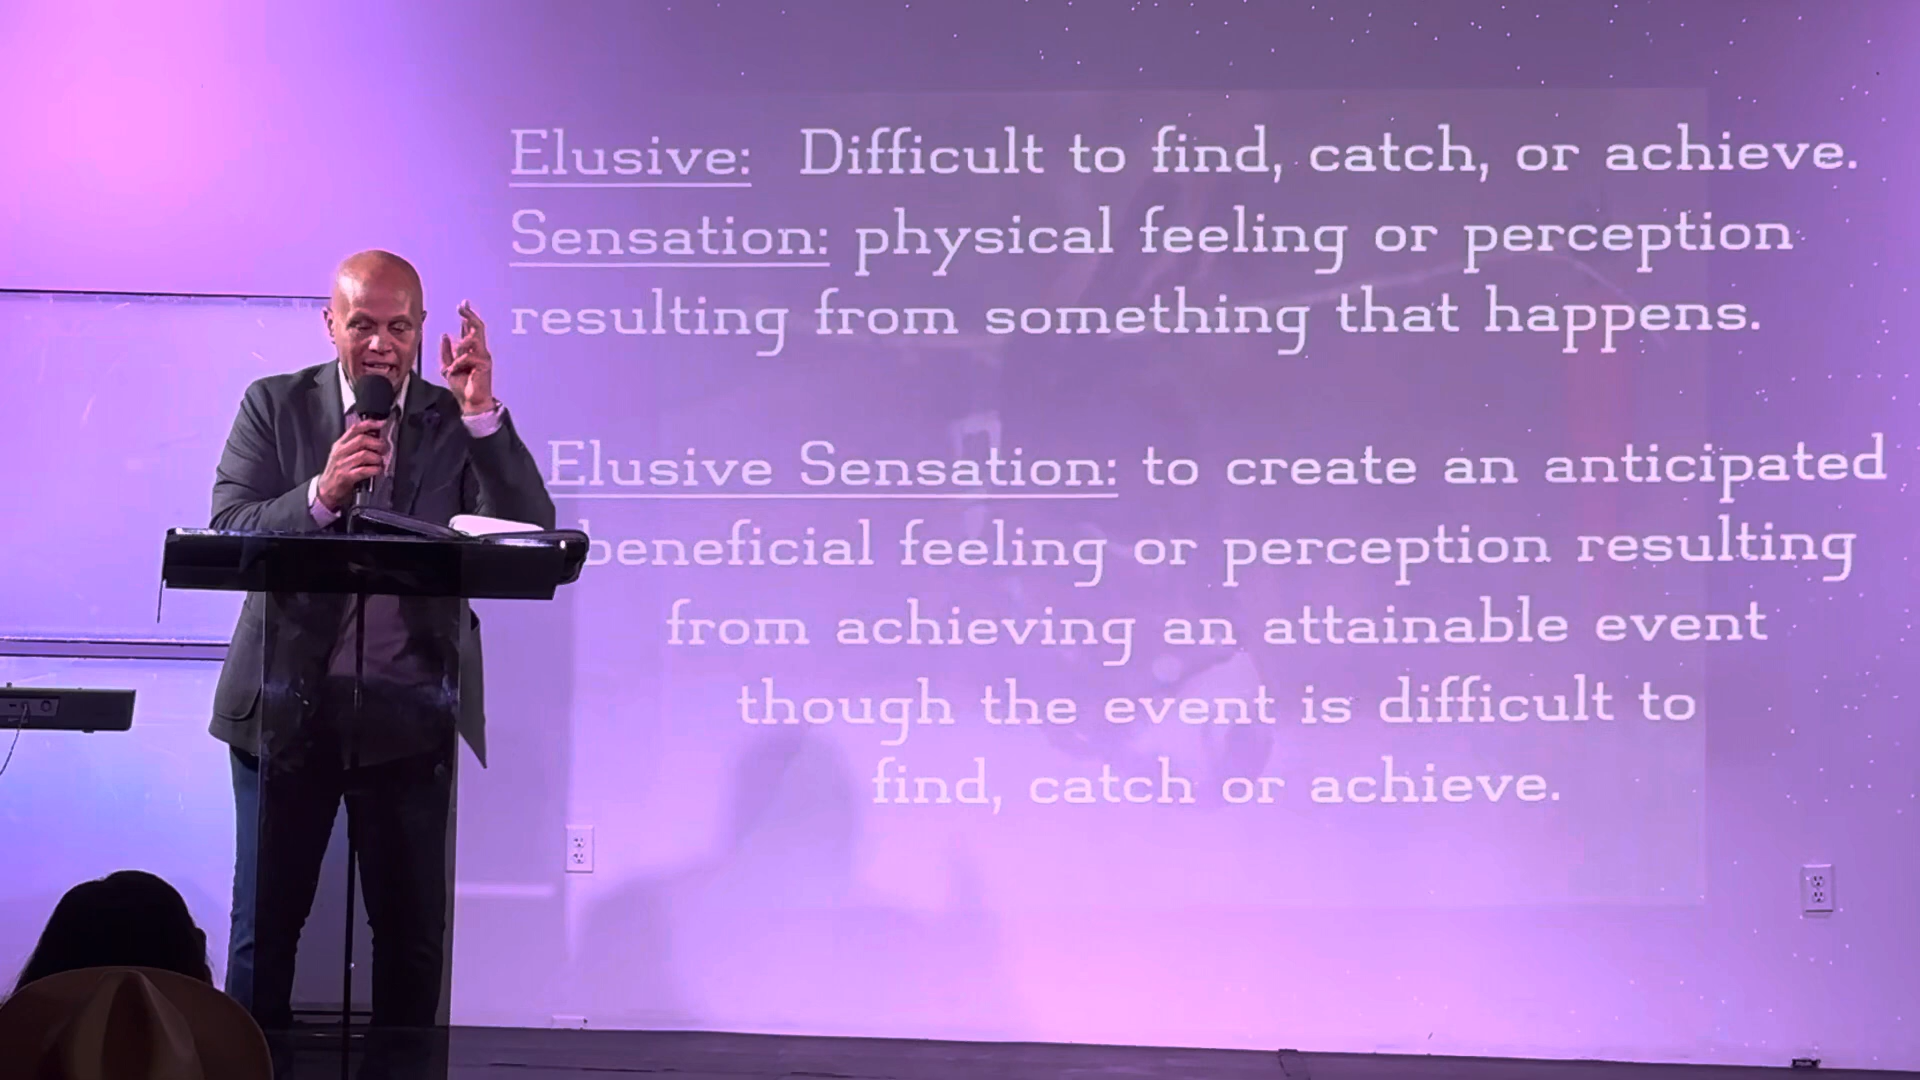 Elusive: Difficult to find, catch, or achieve.
Sensation: physical feeling or perception
resulting from something that happens.
Elusive Sensation: to create an anticipated
beneficial feeling or perception resulting
from achieving an attainable event
though the event is difficult to
find, catch or achieve.